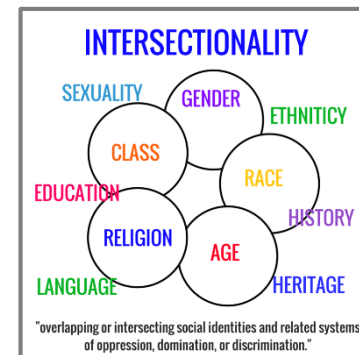 INTERSECTIONALITY
SEXUALITY
GENDER
ETHNITICY
CLASS
RACE
EDUCATION
HISTORY
RELIGION
AGE
LANGUAGE
HERITAGE
"overlapping or intersecting social identities and related systems
of oppression, domination, or discrimination."